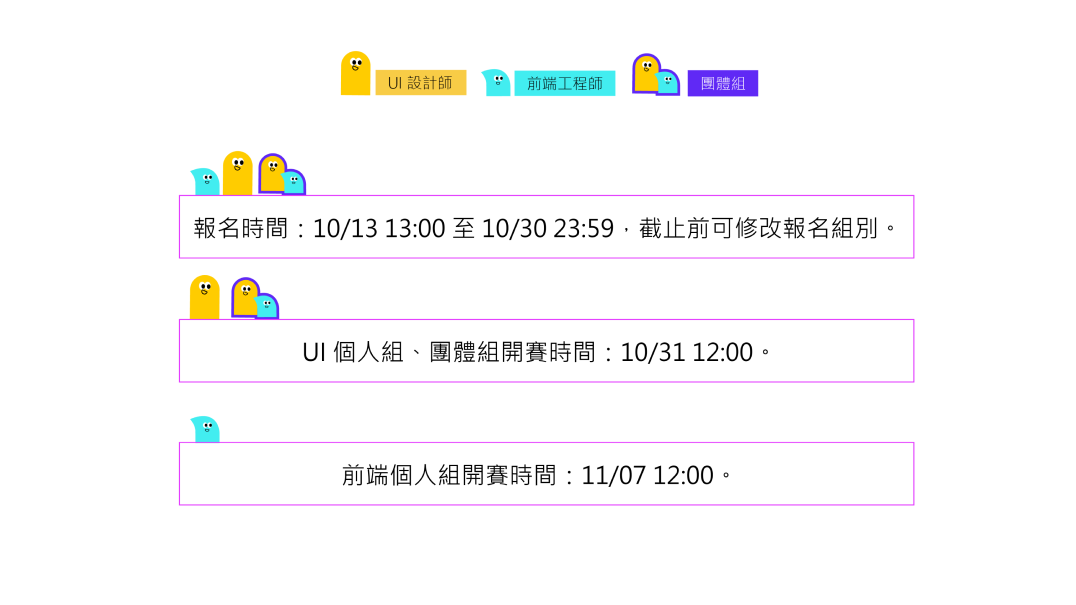 UI 設計師
前端工程師
團體組
報名時間：10/13 13:00 至 10/30 23:59，截止前可修改報名組別。
UI 個人組、團體組開賽時間：10/31 12:00。
前端個人組開賽時間：11/07 12:00。